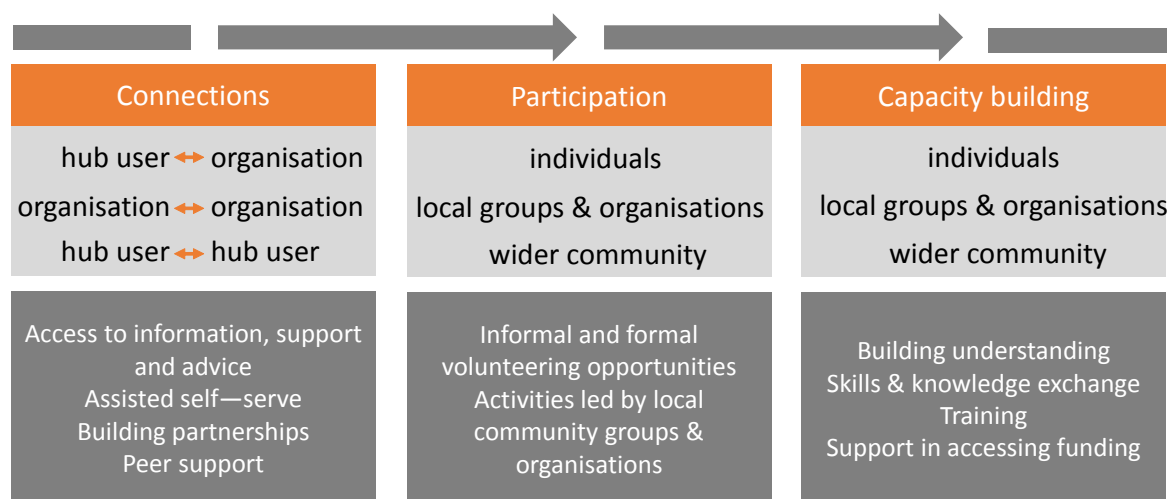 Connections
hub user ↔ organisation
organisation ↔ organisation
hub user ↔ hub user
Access to information, support
and advice
Assisted self—serve
Building partnerships
Peer support
Participation
individuals
local groups & organisations
wider community
Informal and formal
volunteering opportunities
Activities led by local
community groups &
organisations
Capacity building
individuals
local groups & organisations
wider community
Building understanding
Skills & knowledge exchange
Training
Support in accessing funding